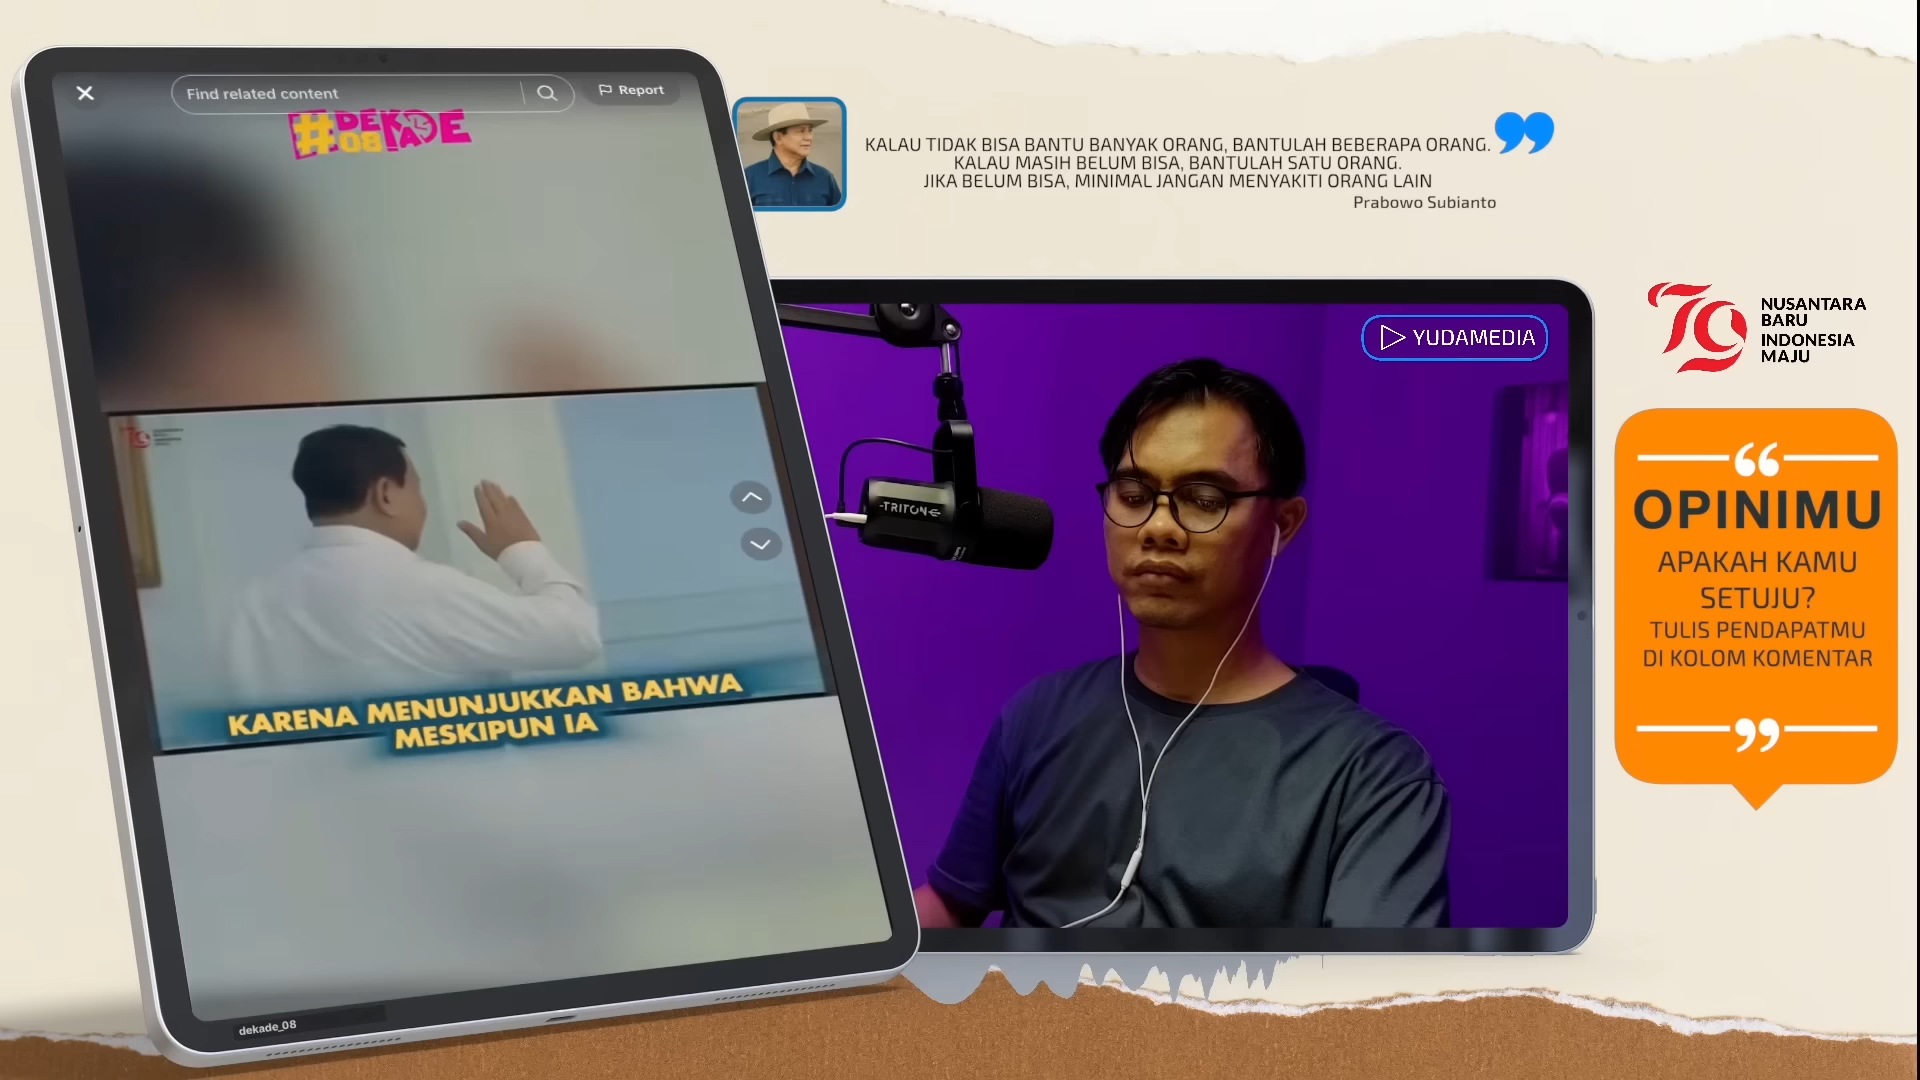 Find related content
Report
#DEKADE
08
KALAU TIDAK BISA BANTU BANYAK ORANG, BANTULAH BEBERAPA ORANG.
KALAU MASIH BELUM BISA, BANTULAH SATU ORANG.
JIKA BELUM BISA, MINIMAL JANGAN MENYAKITI ORANG LAIN
Prabowo Subianto
YUDAMEDIA
79
NUSANTARA
BARU
INDONESIA
MAJU
TRITON
OPINIMU
APAKAH KAMU
SETUJU?
TULIS PENDAPATMU
DI KOLOM KOMENTAR
KARENA MENUNJUKKAN BAHWA
MESKIPUN IA
dekade_08